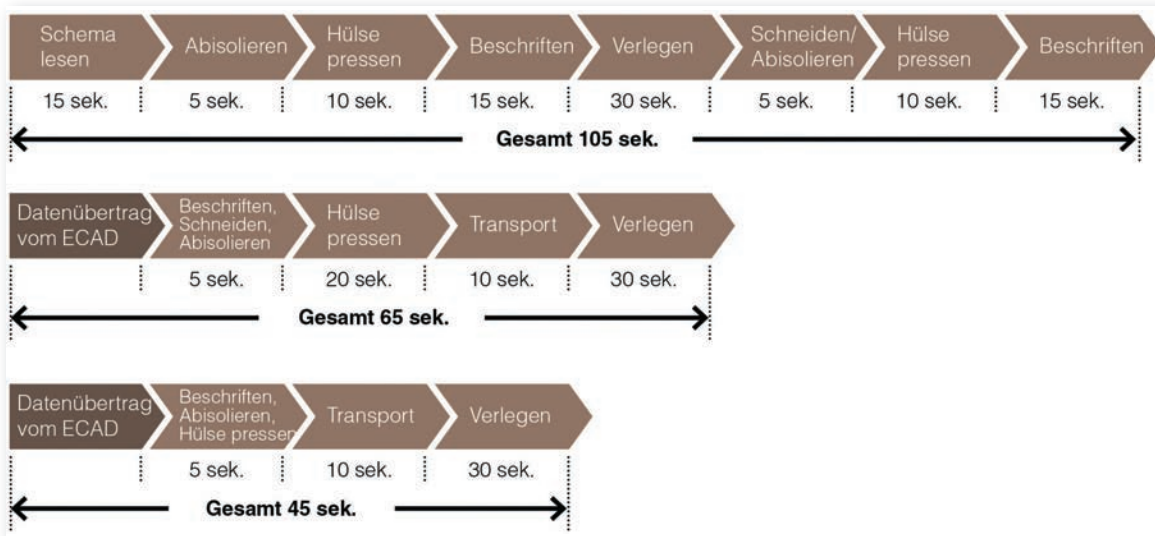 Schema
lesen
Abisolieren
Hülse
pressen
Beschriften
Verlegen
Schneiden/
Abisolieren
Hülse
pressen
Beschriften
15 sek.
5 sek.
10 sek.
15 sek.
30 sek.
5 sek.
10 sek.
15 sek.
Gesamt 105 sek.
Datenübertrag
vom ECAD
Beschriften,
Schneiden,
Abisolieren
Hülse
pressen
Transport
Verlegen
5 sek.
20 sek.
10 sek.
30 sek.
Gesamt 65 sek.
Datenübertrag
vom ECAD
Beschriften,
Abisolieren,
Hülse pressen
Transport
Verlegen
5 sek.
10 sek.
30 sek.
Gesamt 45 sek.